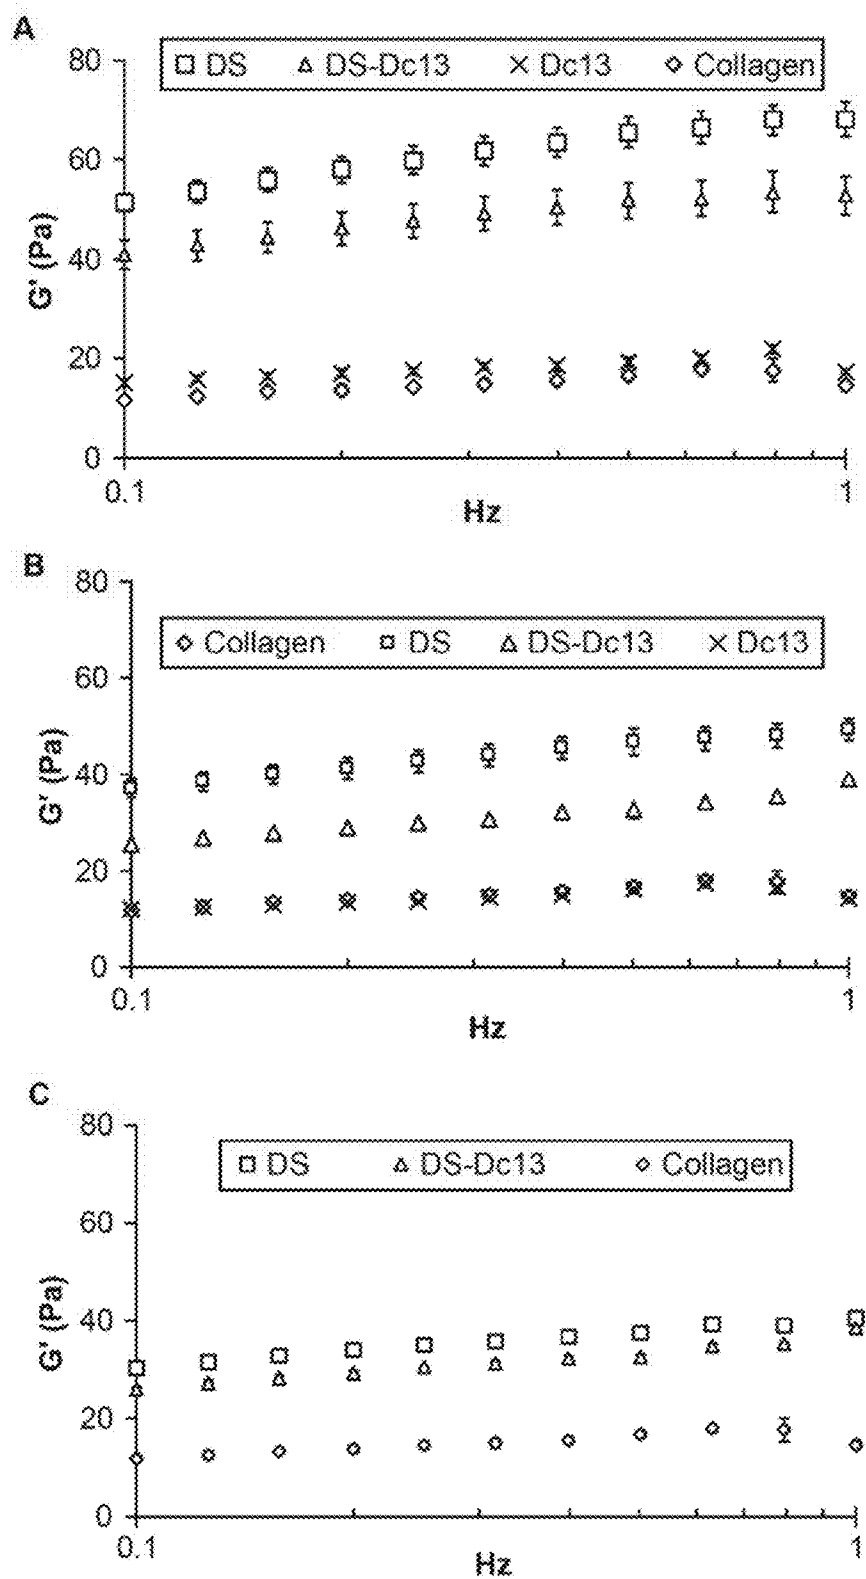 A
80
DS DS-Dc13 Dc13 Collagen
60
G' (Pa)
40
20
0
0.1 1
Hz
B
80
Collagen DS DS-Dc13 Dc13
60
G' (Pa)
40
20
0
0.1 1
Hz
C
80
DS DS-Dc13 Collagen
60
G' (Pa)
40
20
0
0.1 1
Hz